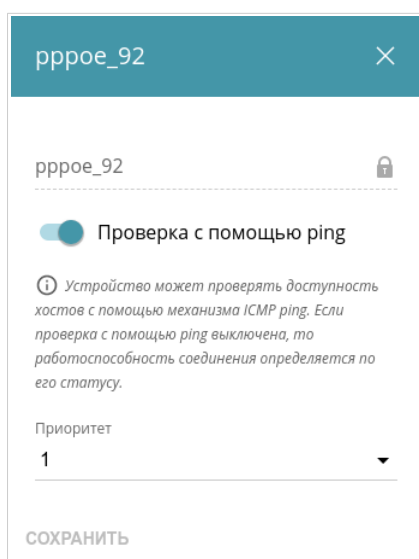 pppoe_92
pppoe_92
Проверка с помощью ping
Устройство может проверять доступность
хостов с помощью механизма ICMP ping. Если
проверка с помощью ping выключена, то
работоспособность соединения определяется по
его статусу.
Приоритет
1
СОХРАНИТЬ